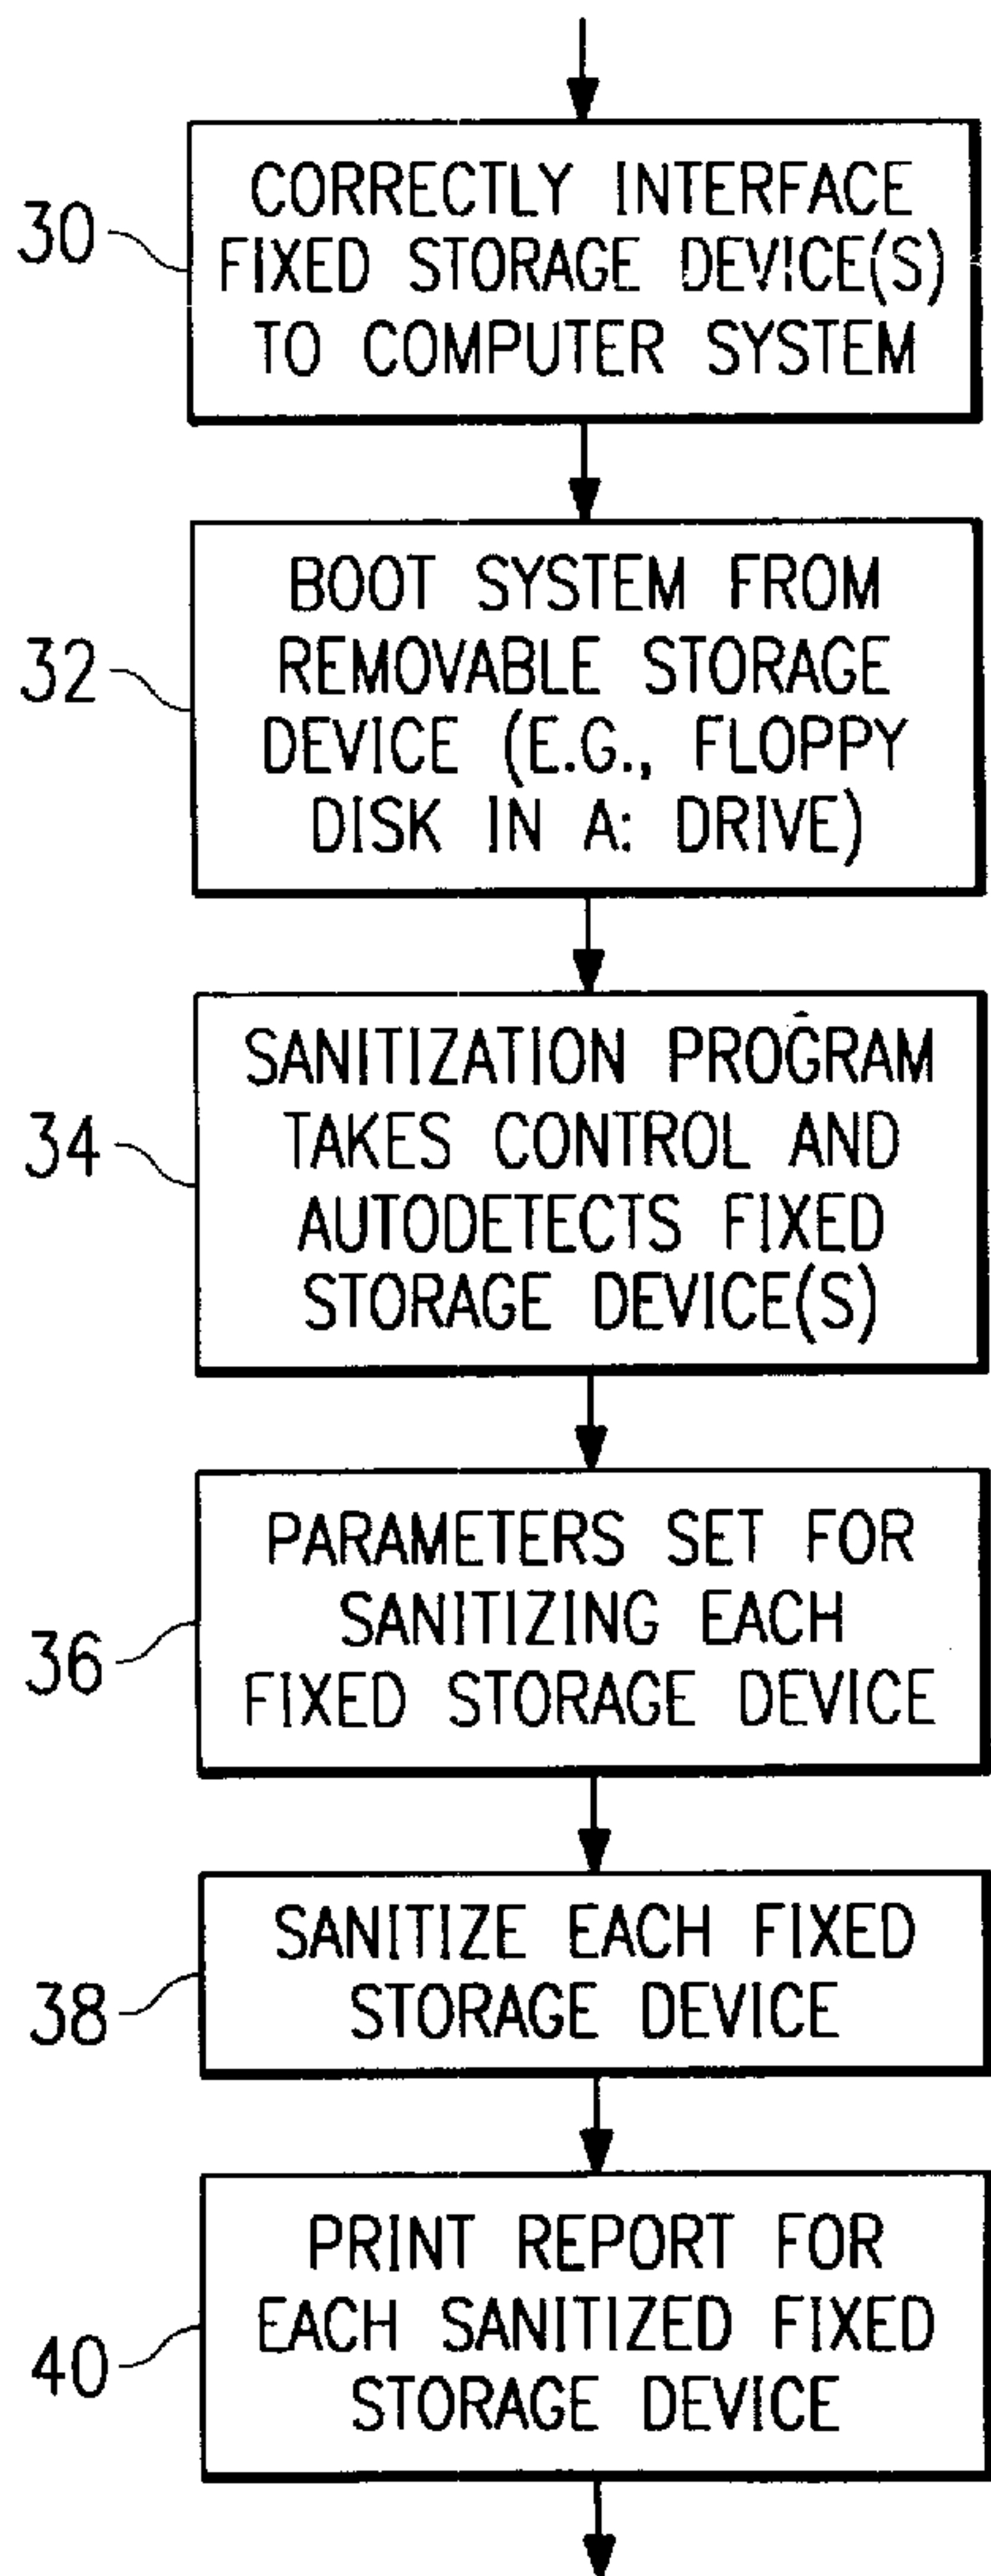 30
CORRECTLY INTERFACE
FIXED STORAGE DEVICE(S)
TO COMPUTER SYSTEM
32
BOOT SYSTEM FROM
REMOVABLE STORAGE
DEVICE (E.G., FLOPPY
DISK IN A: DRIVE)
34
SANITIZATION PROGRAM
TAKES CONTROL AND
AUTODETECTS FIXED
STORAGE DEVICE(S)
36
PARAMETERS SET FOR
SANITIZING EACH
FIXED STORAGE DEVICE
38
SANITIZE EACH FIXED
STORAGE DEVICE
40
PRINT REPORT FOR
EACH SANITIZED FIXED
STORAGE DEVICE